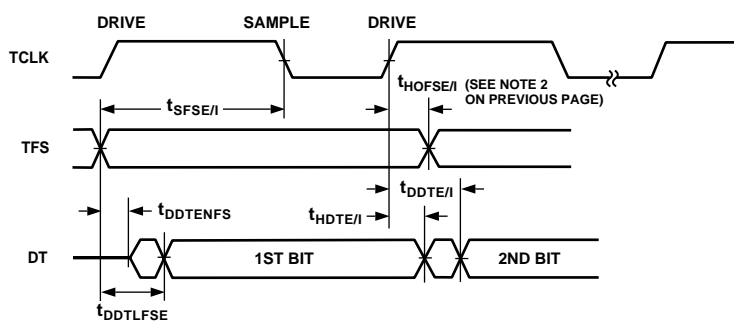 DRIVE SAMPLE DRIVE
TCLK
tHOFSE/I (SEE NOTE 2
ON PREVIOUS PAGE)
tSFSE/I
TFS
tDDTE/I
tDDTENFS
tHDTE/I
DT 1ST BIT 2ND BIT
tDDTLFSE